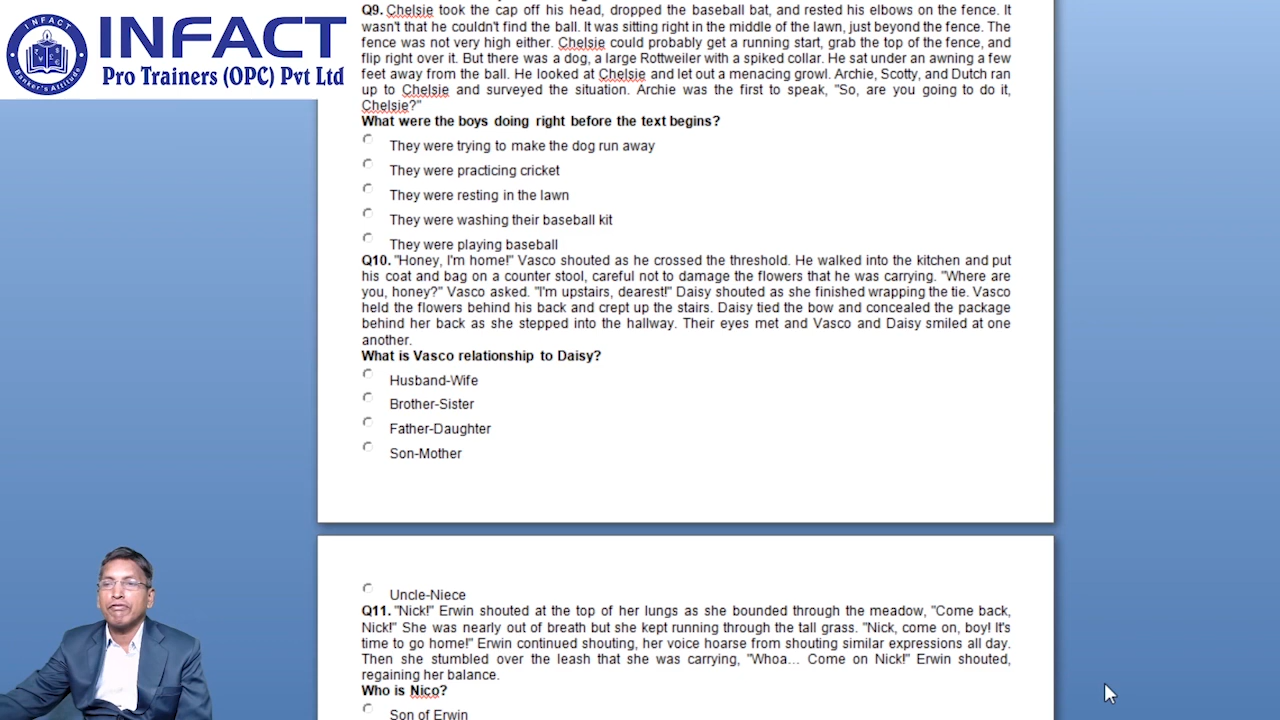 INFACT
Pro Trainers (OPC) Pvt Ltd
INFACT
Banker's Attitude
Q9. Chelsie took the cap off his head, dropped the baseball bat, and rested his elbows on the fence. It
wasn't that he couldn't find the ball. It was sitting right in the middle of the lawn, just beyond the fence. The
fence was not very high either. Chelsie could probably get a running start, grab the top of the fence, and
flip right over it. But there was a dog, a large Rottweiler with a spiked collar. He sat under an awning a few
feet away from the ball. He looked at Chelsie and let out a menacing growl. Archie, Scotty, and Dutch ran
up to Chelsie and surveyed the situation. Archie was the first to speak, "So, are you going to do it,
Chelsie?"
What were the boys doing right before the text begins?
They were trying to make the dog run away
They were practicing cricket
They were resting in the lawn
They were washing their baseball kit
They were playing baseball
Q10. "Honey, I'm home!" Vasco shouted as he crossed the threshold. He walked into the kitchen and put
his coat and bag on a counter stool, careful not to damage the flowers that he was carrying. "Where are
you, honey?" Vasco asked. "I'm upstairs, dearest!" Daisy shouted as she finished wrapping the tie. Vasco
held the flowers behind his back and crept up the stairs. Daisy tied the bow and concealed the package
behind her back as she stepped into the hallway. Their eyes met and Vasco and Daisy smiled at one
another.
What is Vasco relationship to Daisy?
Husband-Wife
Brother-Sister
Father-Daughter
Son-Mother
Uncle-Niece
Q11. "Nick!" Erwin shouted at the top of her lungs as she bounded through the meadow, "Come back,
Nick!" She was nearly out of breath but she kept running through the tall grass. "Nick, come on, boy! It's
time to go home!" Erwin continued shouting, her voice hoarse from shouting similar expressions all day.
Then she stumbled over the leash that she was carrying, "Whoa... Come on Nick!" Erwin shouted,
regaining her balance.
Who is Nico?
Son of Erwin